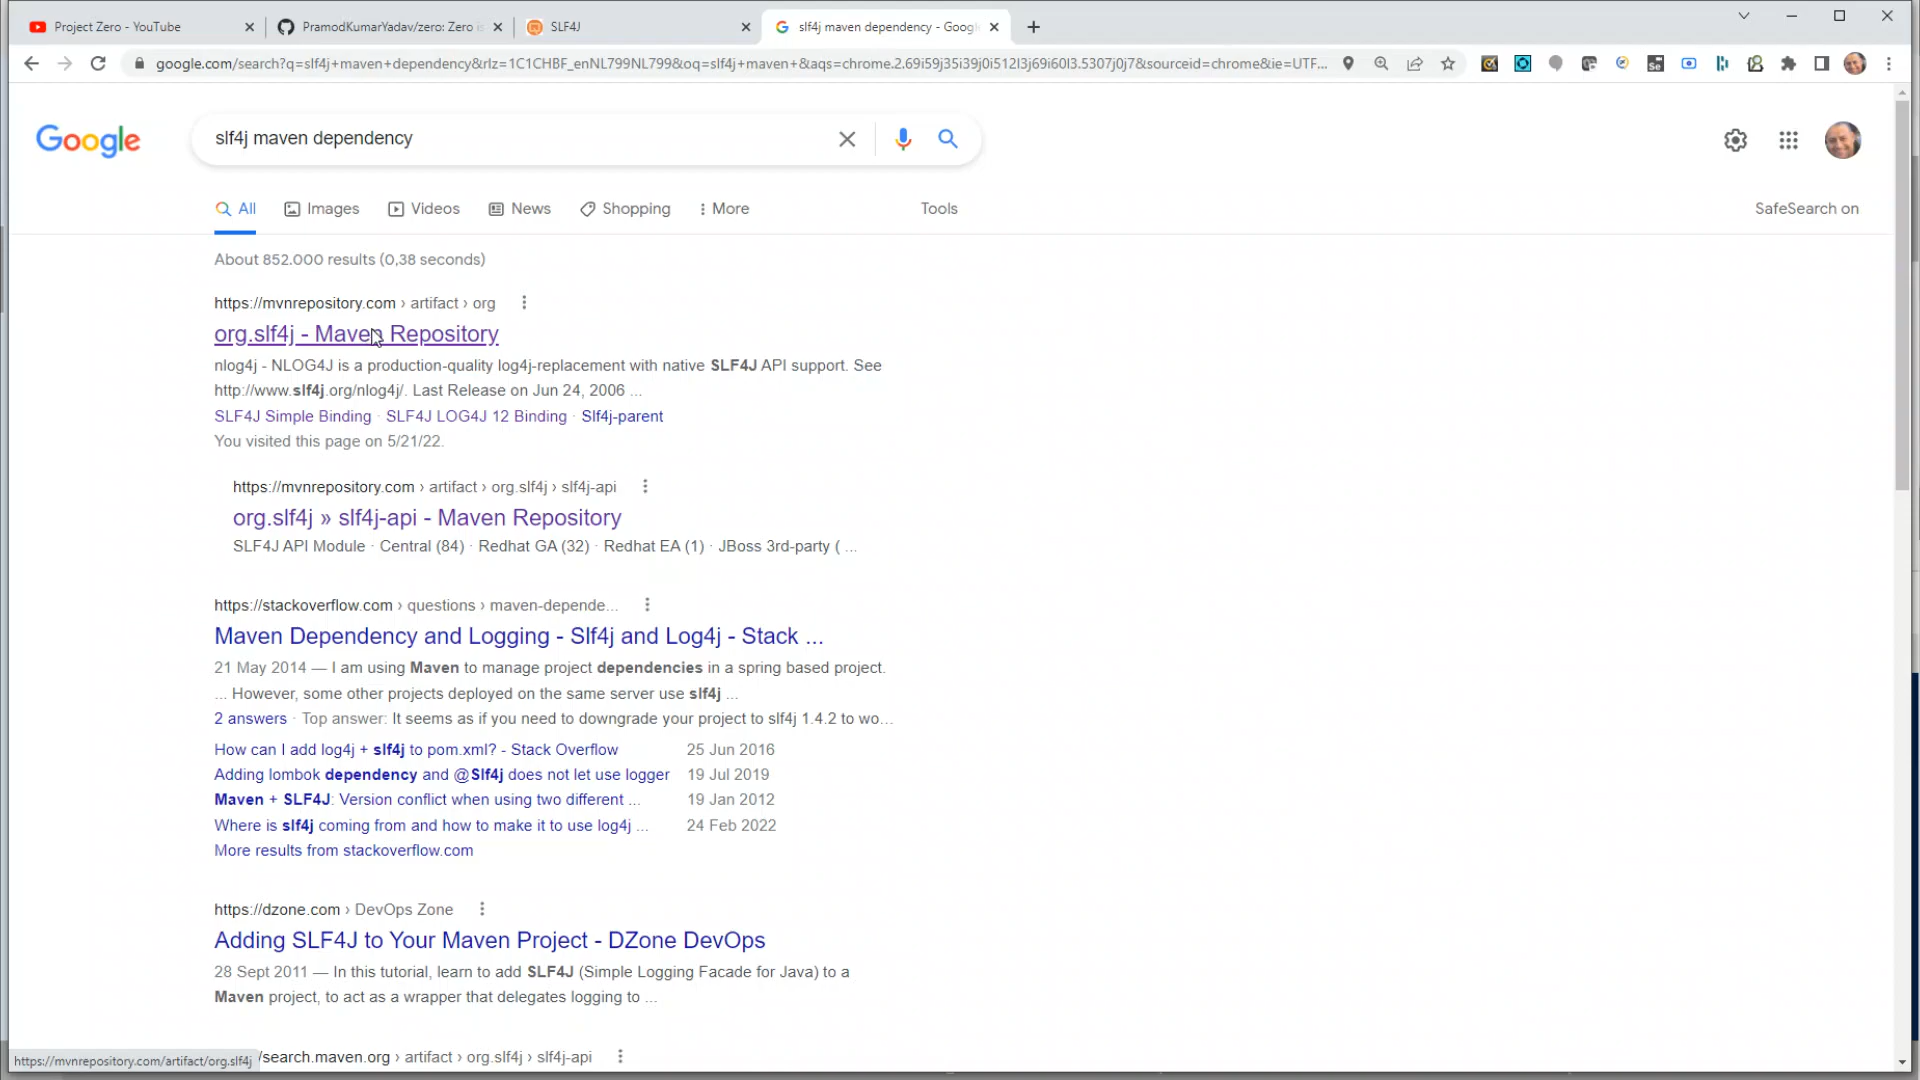 Project Zero - YouTube
PramodKumarYadav/zero: Zero is
SLF4J
slf4j maven dependency - Googl
google.com/search?q=slf4j+maven+dependency&rlz=1C1CHBF_enNL799NL799&oq=slf4j+maven+&aqs=chrome.2.69i59j35i39j0i512l3j69i60l3.5307j0j7&sourceid=chrome&ie=UTF...
Google
slf4j maven dependency
All Images Videos News Shopping More Tools SafeSearch on
About 852.000 results (0,38 seconds)
https://mvnrepository.com › artifact › org
org.slf4j - Maven Repository
nlog4j - NLOG4J is a production-quality log4j-replacement with native SLF4J API support. See
http://www.slf4j.org/nlog4j/. Last Release on Jun 24, 2006 ...
SLF4J Simple Binding · SLF4J LOG4J 12 Binding · Slf4j-parent
You visited this page on 5/21/22.
https://mvnrepository.com › artifact › org.slf4j › slf4j-api
org.slf4j » slf4j-api - Maven Repository
SLF4J API Module · Central (84) · Redhat GA (32) · Redhat EA (1) · JBoss 3rd-party ( ...
https://stackoverflow.com › questions › maven-depende...
Maven Dependency and Logging - Slf4j and Log4j - Stack ...
21 May 2014 — I am using Maven to manage project dependencies in a spring based project.
... However, some other projects deployed on the same server use slf4j ...
2 answers · Top answer: It seems as if you need to downgrade your project to slf4j 1.4.2 to wo...
How can I add log4j + slf4j to pom.xml? - Stack Overflow 25 Jun 2016
Adding lombok dependency and @Slf4j does not let use logger 19 Jul 2019
Maven + SLF4J: Version conflict when using two different ... 19 Jan 2012
Where is slf4j coming from and how to make it to use log4j ... 24 Feb 2022
More results from stackoverflow.com
https://dzone.com › DevOps Zone
Adding SLF4J to Your Maven Project - DZone DevOps
28 Sept 2011 — In this tutorial, learn to add SLF4J (Simple Logging Facade for Java) to a
Maven project, to act as a wrapper that delegates logging to ...
/search.maven.org › artifact › org.slf4j › slf4j-api
https://mvnrepository.com/artifact/org.slf4j